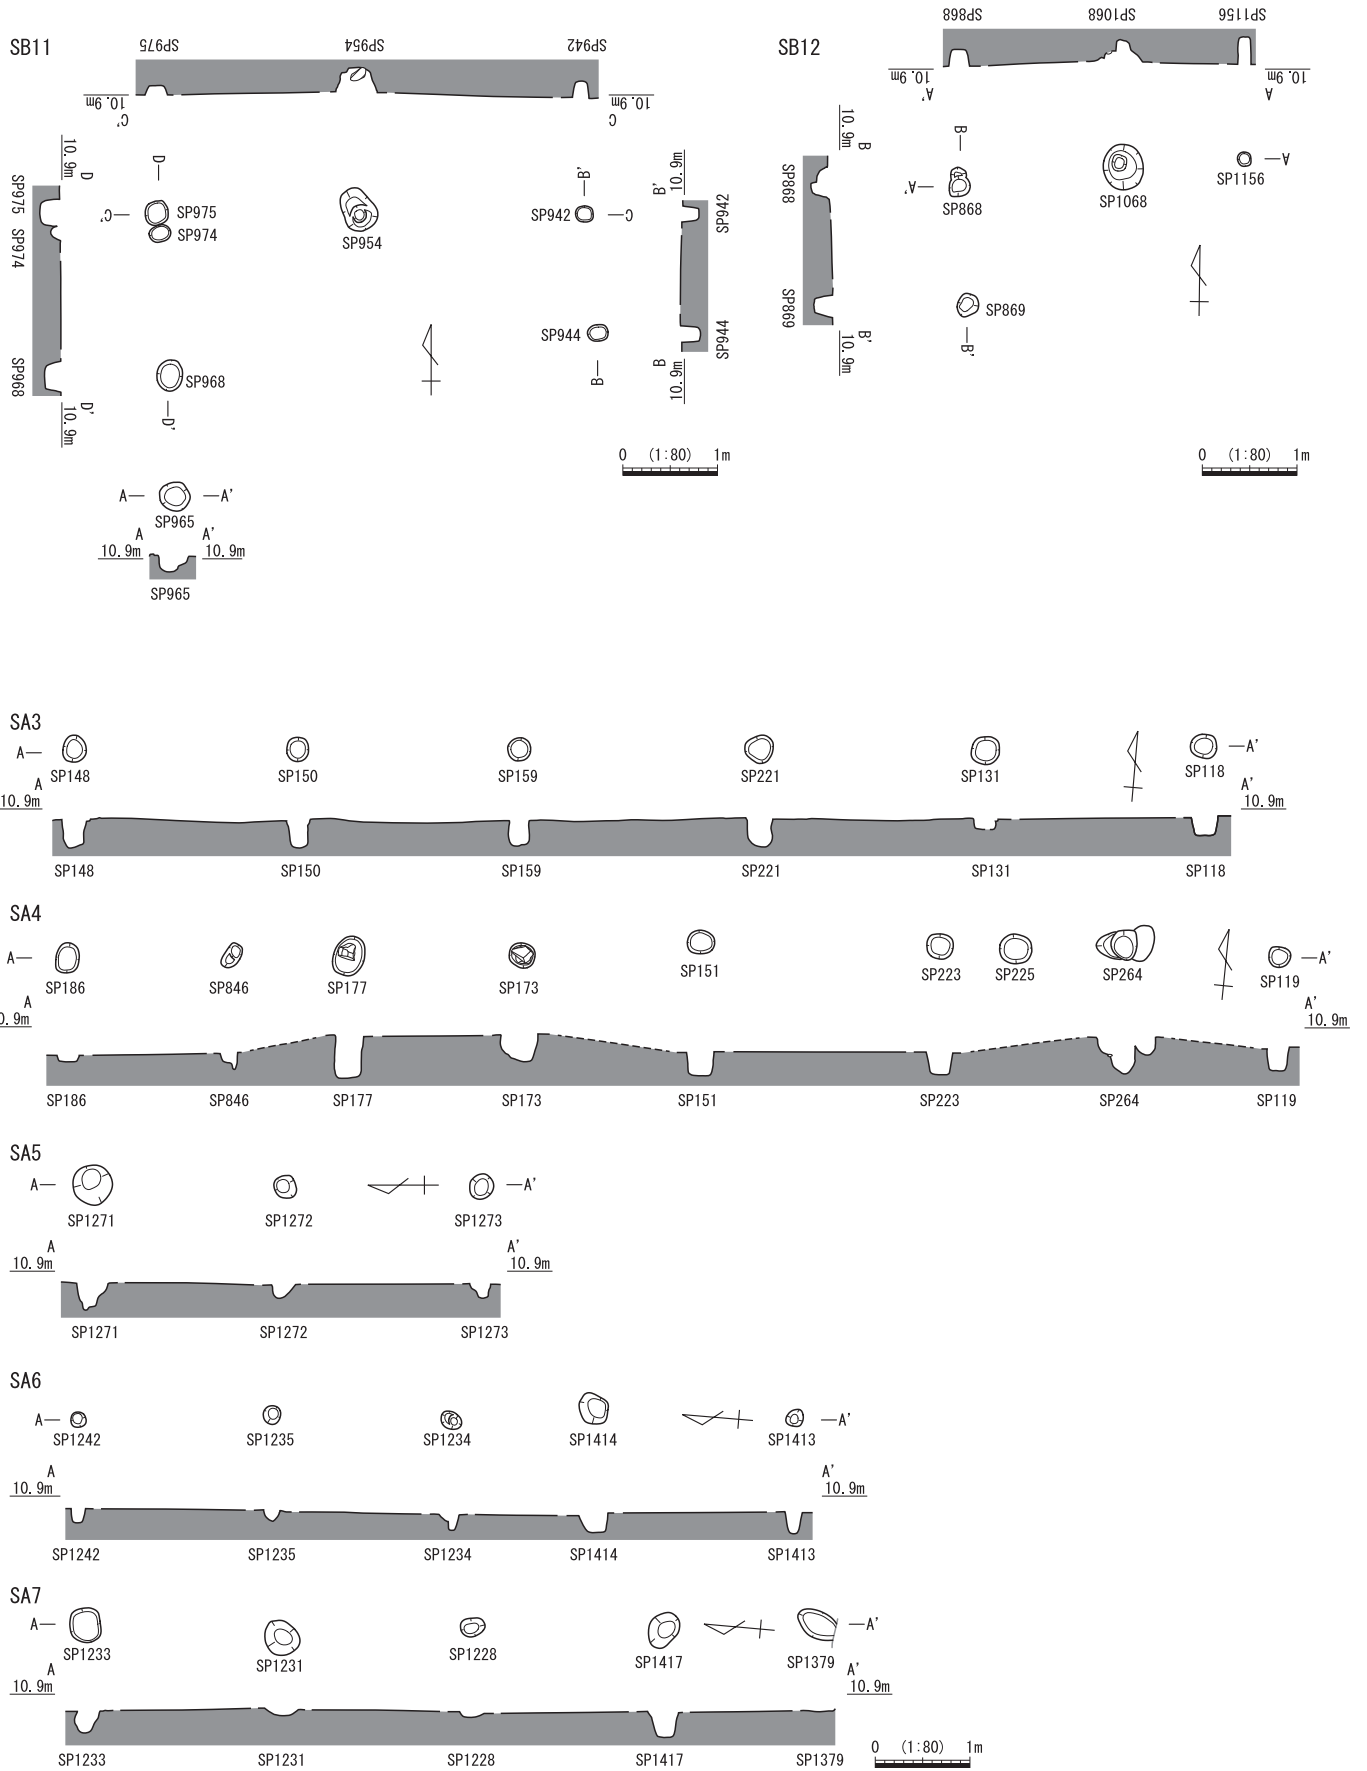 SB11
SP975 SP954 SP942
10.9m 10.9m
C' C
10.9m D
D
SP975 SP974 SP968
C' SP975
SP974
SP954
B'
SP942 C
10.9m B'
SP942
SP944
B
SP944
B 10.9m
SP968
D'
D' 10.9m
0 (1:80) 1m
A A'
SP965
A A'
10.9m 10.9m
SP965
SB12
SP868 SP1068 SP1156
10.9m 10.9m
A' A
10.9m B
B
SP868
SP869
A' SP868
SP1068
A
SP1156
SP869
B'
B' 10.9m
0 (1:80) 1m
SA3
A A'
SP148 SP150 SP159 SP221 SP131 SP118
A A'
10.9m 10.9m
SP148 SP150 SP159 SP221 SP131 SP118
SA4
A A'
SP186 SP846 SP177 SP173 SP151 SP223 SP225 SP264 SP119
A A'
0.9m 10.9m
SP186 SP846 SP177 SP173 SP151 SP223 SP264 SP119
SA5
A A'
SP1271 SP1272 SP1273
A A'
10.9m 10.9m
SP1271 SP1272 SP1273
SA6
A A'
SP1242 SP1235 SP1234 SP1414 SP1413
A A'
10.9m 10.9m
SP1242 SP1235 SP1234 SP1414 SP1413
SA7
A A'
SP1233 SP1231 SP1228 SP1417 SP1379
A A'
10.9m 10.9m
SP1233 SP1231 SP1228 SP1417 SP1379
0 (1:80) 1m